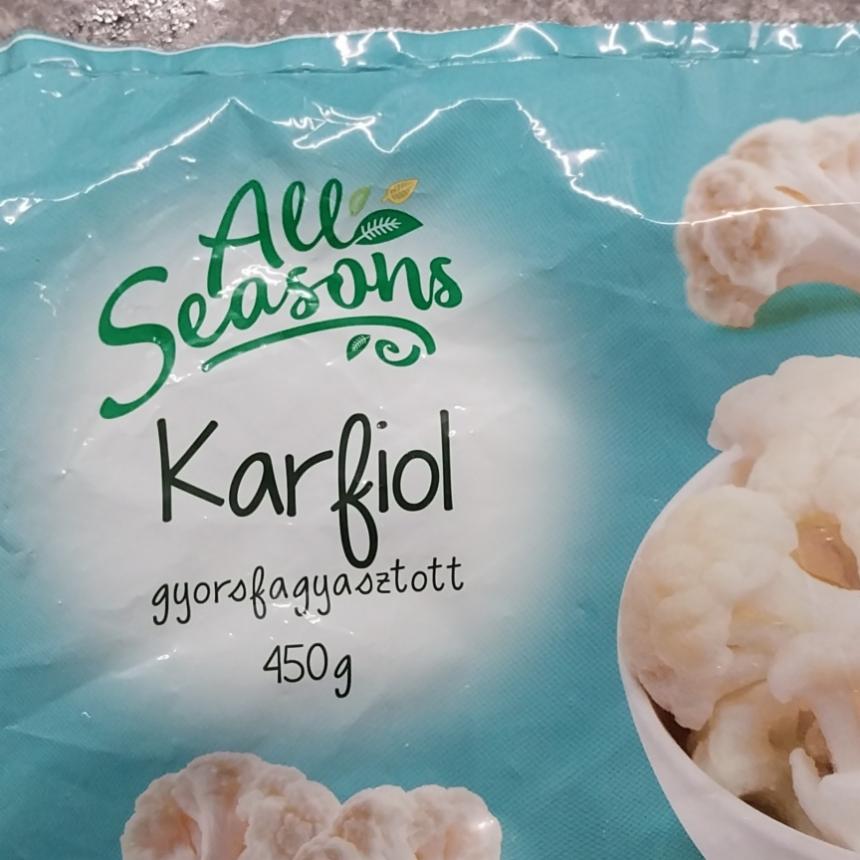 All
Seasons
Karfiol
gyorsfagyasztott
450g